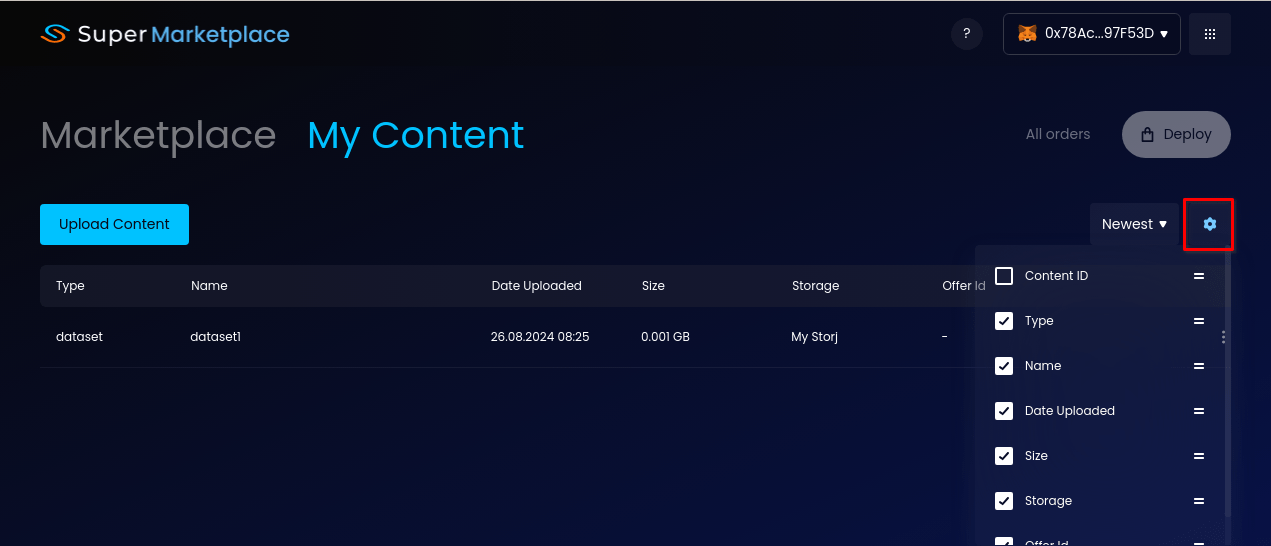 Super Marketplace
?
0x78Ac...97F53D
Marketplace My Content
All orders
Deploy
Upload Content
Newest
Type Name Date Uploaded Size Storage Offer Id
dataset dataset1 26.08.2024 08:25 0.001 GB My Storj -
Content ID
Type
Name
Date Uploaded
Size
Storage
Offer Id